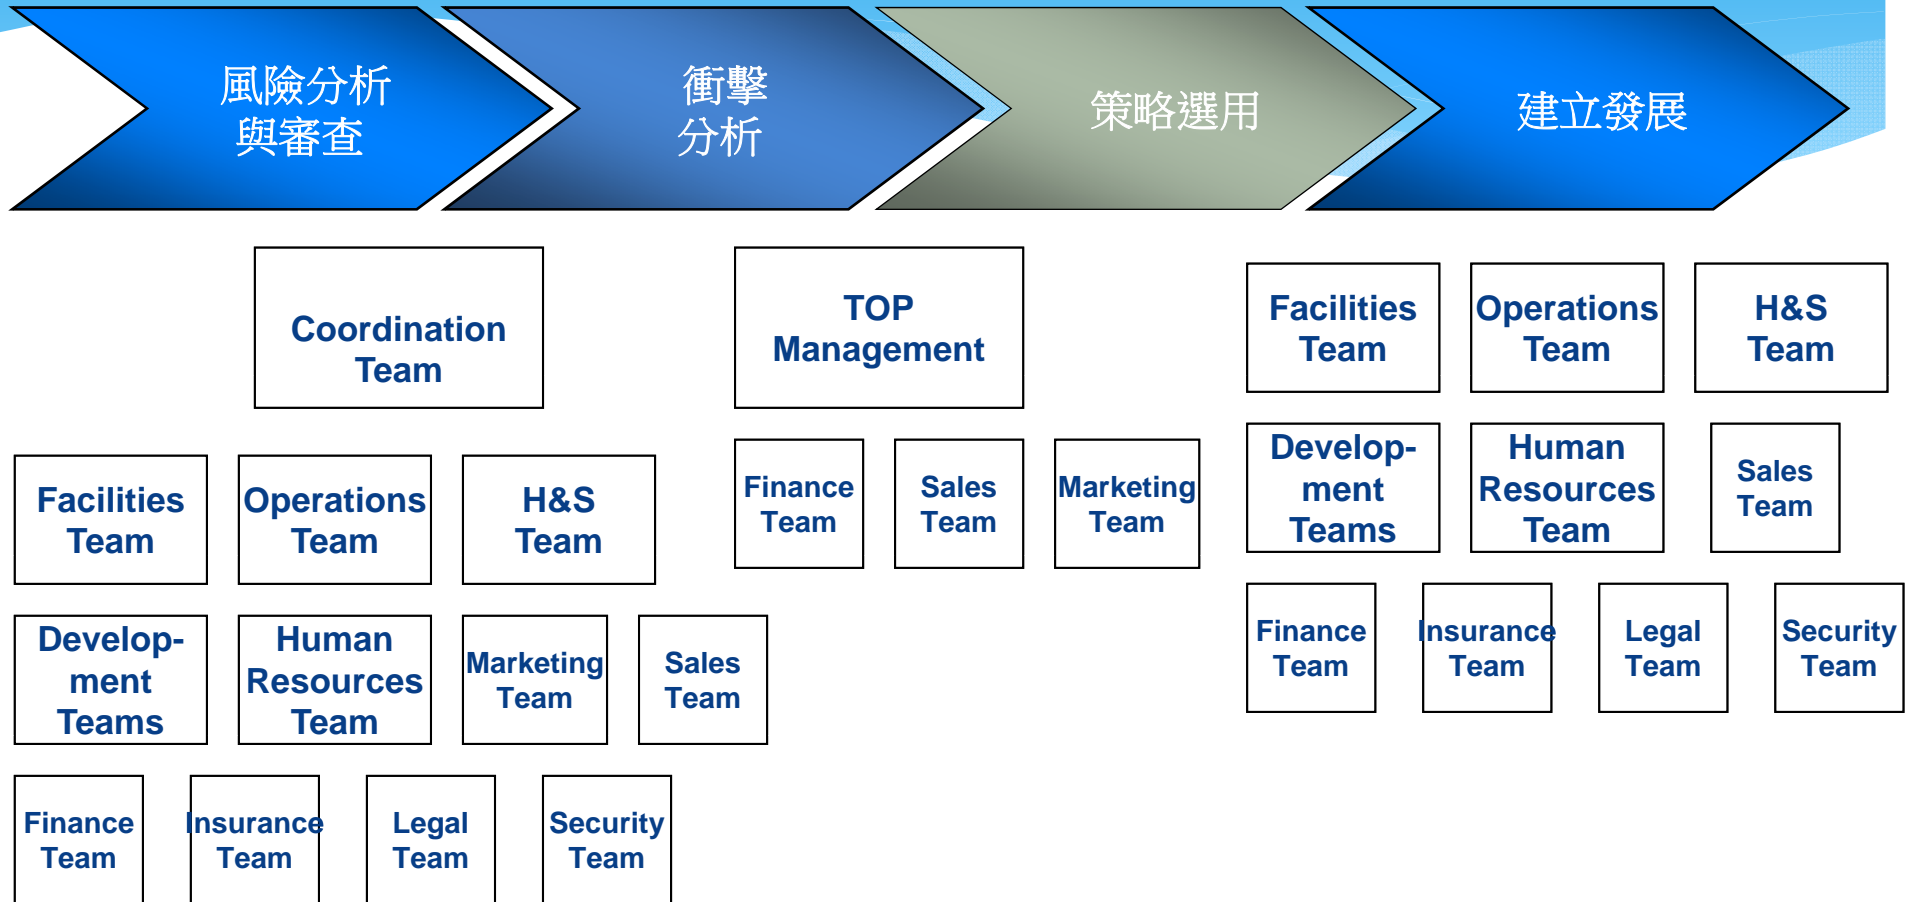 風險分析
與審查
衝擊
分析
策略選用
建立發展
Coordination
Team
Facilities
Team
Operations
Team
H&S
Team
Develop-
ment
Teams
Human
Resources
Team
Marketing
Team
Sales
Team
Finance
Team
Insurance
Team
Legal
Team
Security
Team
TOP
Management
Finance
Team
Sales
Team
Marketing
Team
Facilities
Team
Operations
Team
H&S
Team
Develop-
ment
Teams
Human
Resources
Team
Sales
Team
Finance
Team
Insurance
Team
Legal
Team
Security
Team